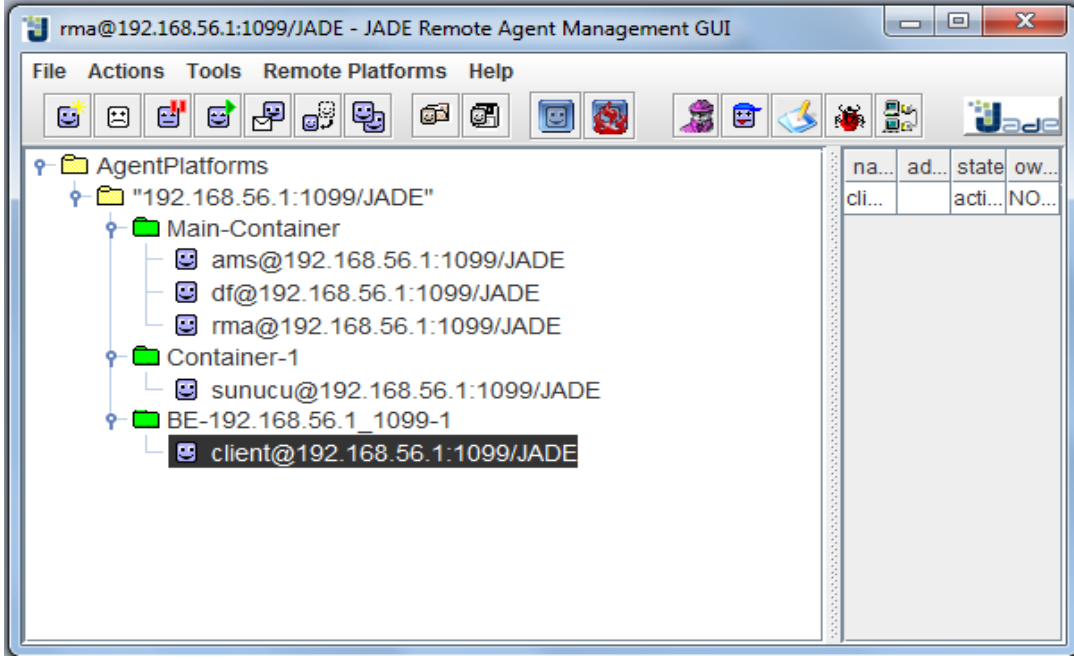 rma@192.168.56.1:1099/JADE - JADE Remote Agent Management GUI
File Actions Tools Remote Platforms Help
Jade
AgentPlatforms
"192.168.56.1:1099/JADE"
Main-Container
ams@192.168.56.1:1099/JADE
df@192.168.56.1:1099/JADE
rma@192.168.56.1:1099/JADE
Container-1
sunucu@192.168.56.1:1099/JADE
BE-192.168.56.1_1099-1
client@192.168.56.1:1099/JADE
na... ad... state ow...
cli... acti... NO...